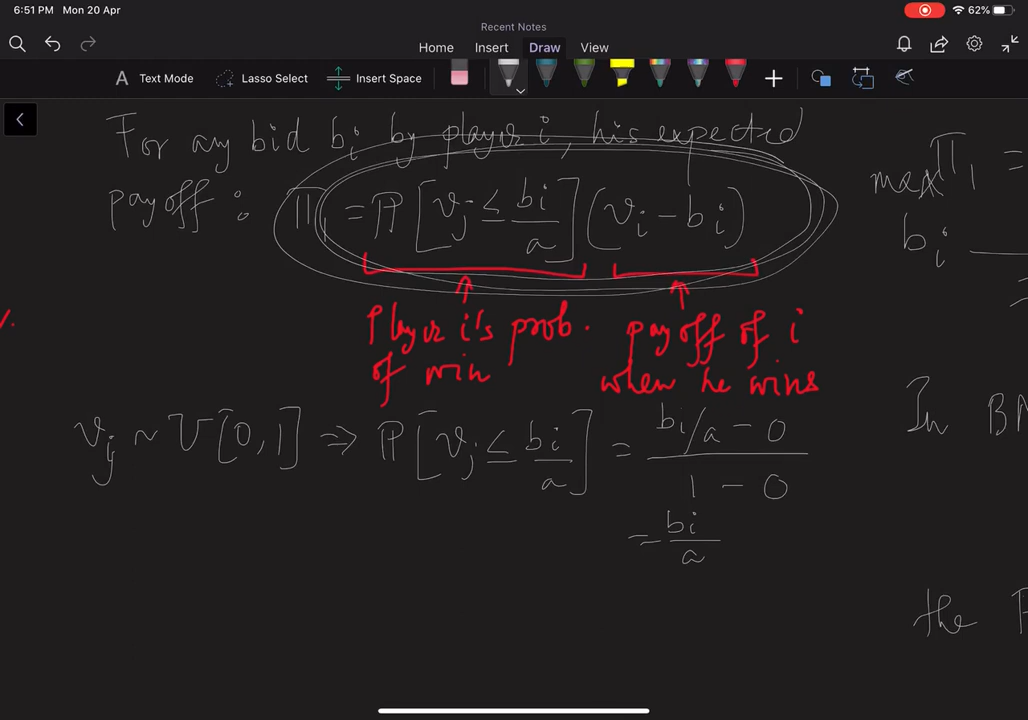 6:51 PM Mon 20 Apr
62%
Recent Notes
Home Insert Draw View
Text Mode Lasso Select Insert Space
For any bid bᵢ by player i, his expected
payoff : Πᵢ = ℙ[vⱼ ≤ bᵢ/a](vᵢ − bᵢ)
Player i's prob. of win
payoff of i when he wins
vⱼ ~ U[0,1] ⇒ ℙ[vⱼ ≤ bᵢ/a] = (bᵢ/a − 0)/(1 − 0)
= bᵢ/a
max Π₁ =
bᵢ
=
In
the